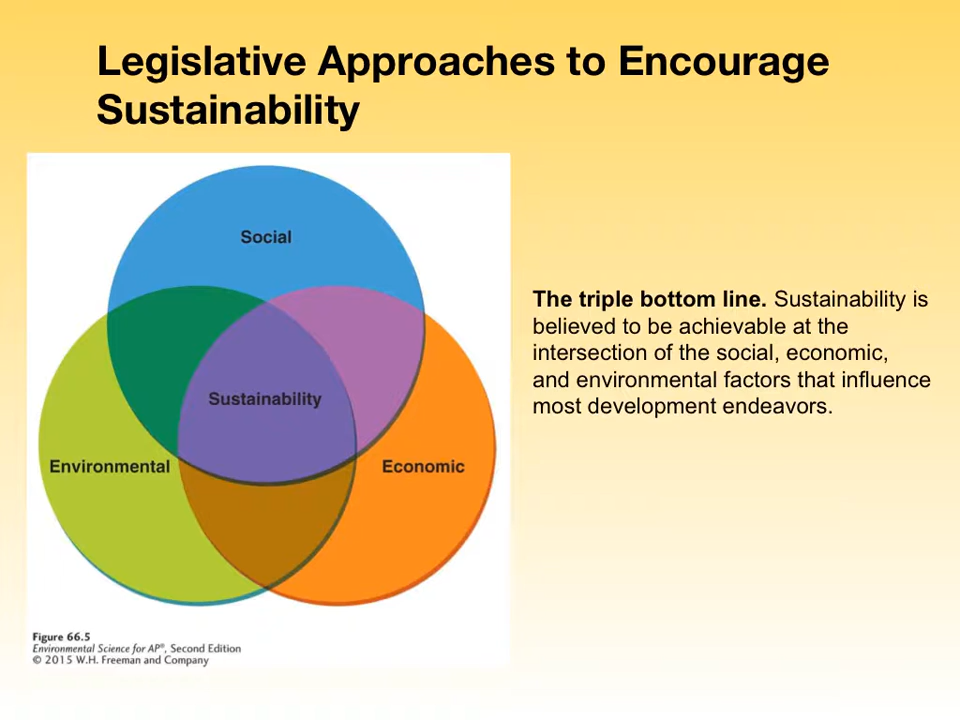 Legislative Approaches to Encourage
Sustainability
Social
Sustainability
Environmental
Economic
The triple bottom line. Sustainability is
believed to be achievable at the
intersection of the social, economic,
and environmental factors that influence
most development endeavors.
Figure 66.5
Environmental Science for AP®, Second Edition
© 2015 W.H. Freeman and Company